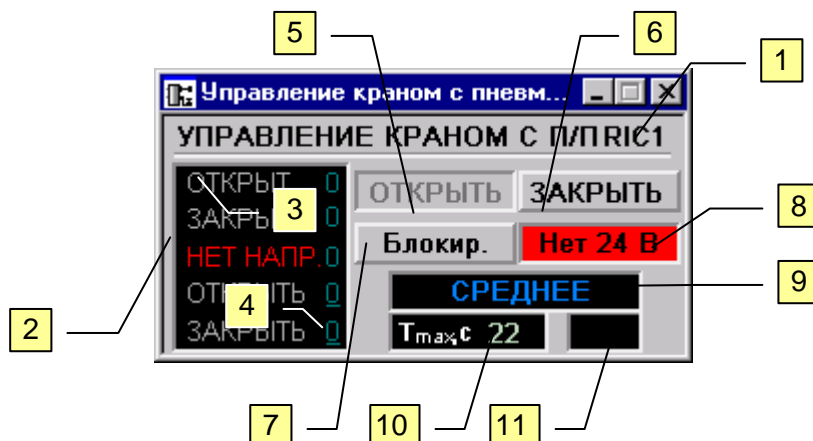 5
6
1
Управление краном с пневм...
УПРАВЛЕНИЕ КРАНОМ С П/П RIC1
ОТКРЫТ 0
ОТКРЫТЬ
ЗАКРЫТЬ
3
0
8
НЕТ НАПР. 0
Блокир.
Нет 24 В
ОТКРЫТЬ 0
СРЕДНЕЕ
9
2
4
ЗАКРЫТЬ 0
Tmax,с 22
7
10
11